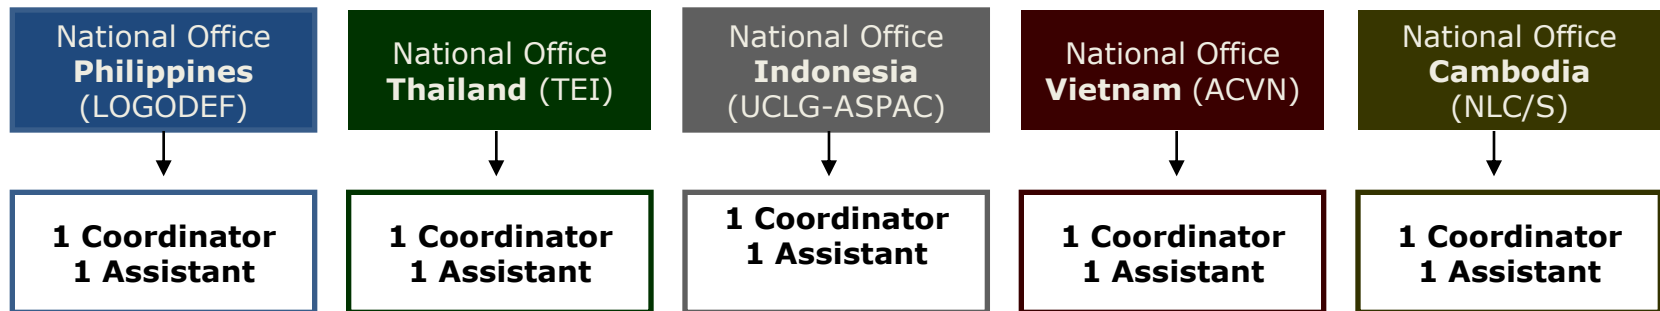 National Office
Philippines
(LOGODEF)
National Office
Thailand (TEI)
National Office
Indonesia
(UCLG-ASPAC)
National Office
Vietnam (ACVN)
National Office
Cambodia
(NLC/S)
1 Coordinator
1 Assistant
1 Coordinator
1 Assistant
1 Coordinator
1 Assistant
1 Coordinator
1 Assistant
1 Coordinator
1 Assistant